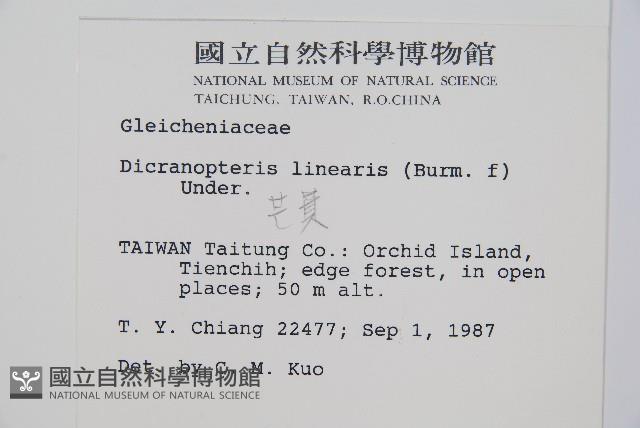 國立自然科學博物館
NATIONAL MUSEUM OF NATURAL SCIENCE
TAICHUNG, TAIWAN, R.O.CHINA
Gleicheniaceae
Dicranopteris linearis (Burm. f)
Under.
芒萁
TAIWAN Taitung Co.: Orchid Island,
Tienchih; edge forest, in open
places; 50 m alt.
T. Y. Chiang 22477; Sep 1, 1987
Det. by C. M. Kuo
國立自然科學博物館
NATIONAL MUSEUM OF NATURAL SCIENCE